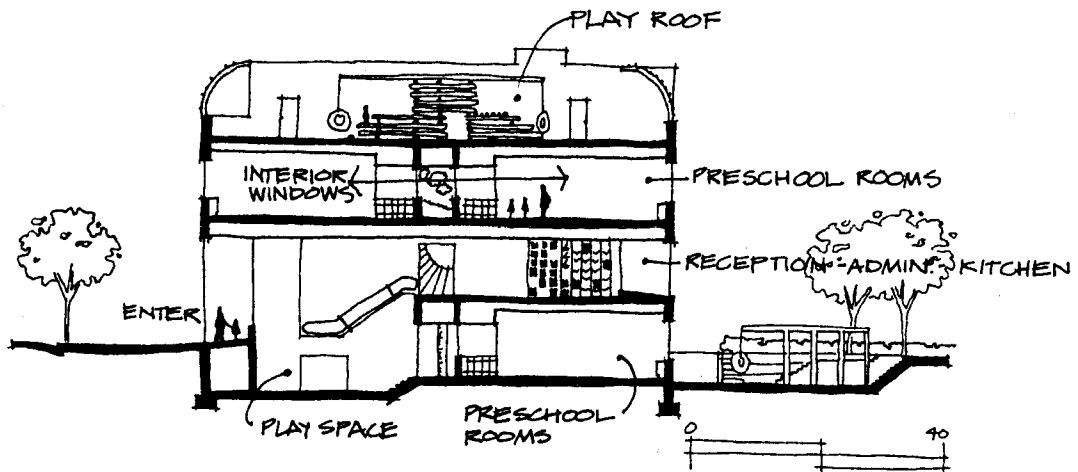 PLAY ROOF
INTERIOR
WINDOWS
PRESCHOOL ROOMS
RECEPTION - ADMIN. - KITCHEN
ENTER
PLAY SPACE
PRESCHOOL
ROOMS
0 40